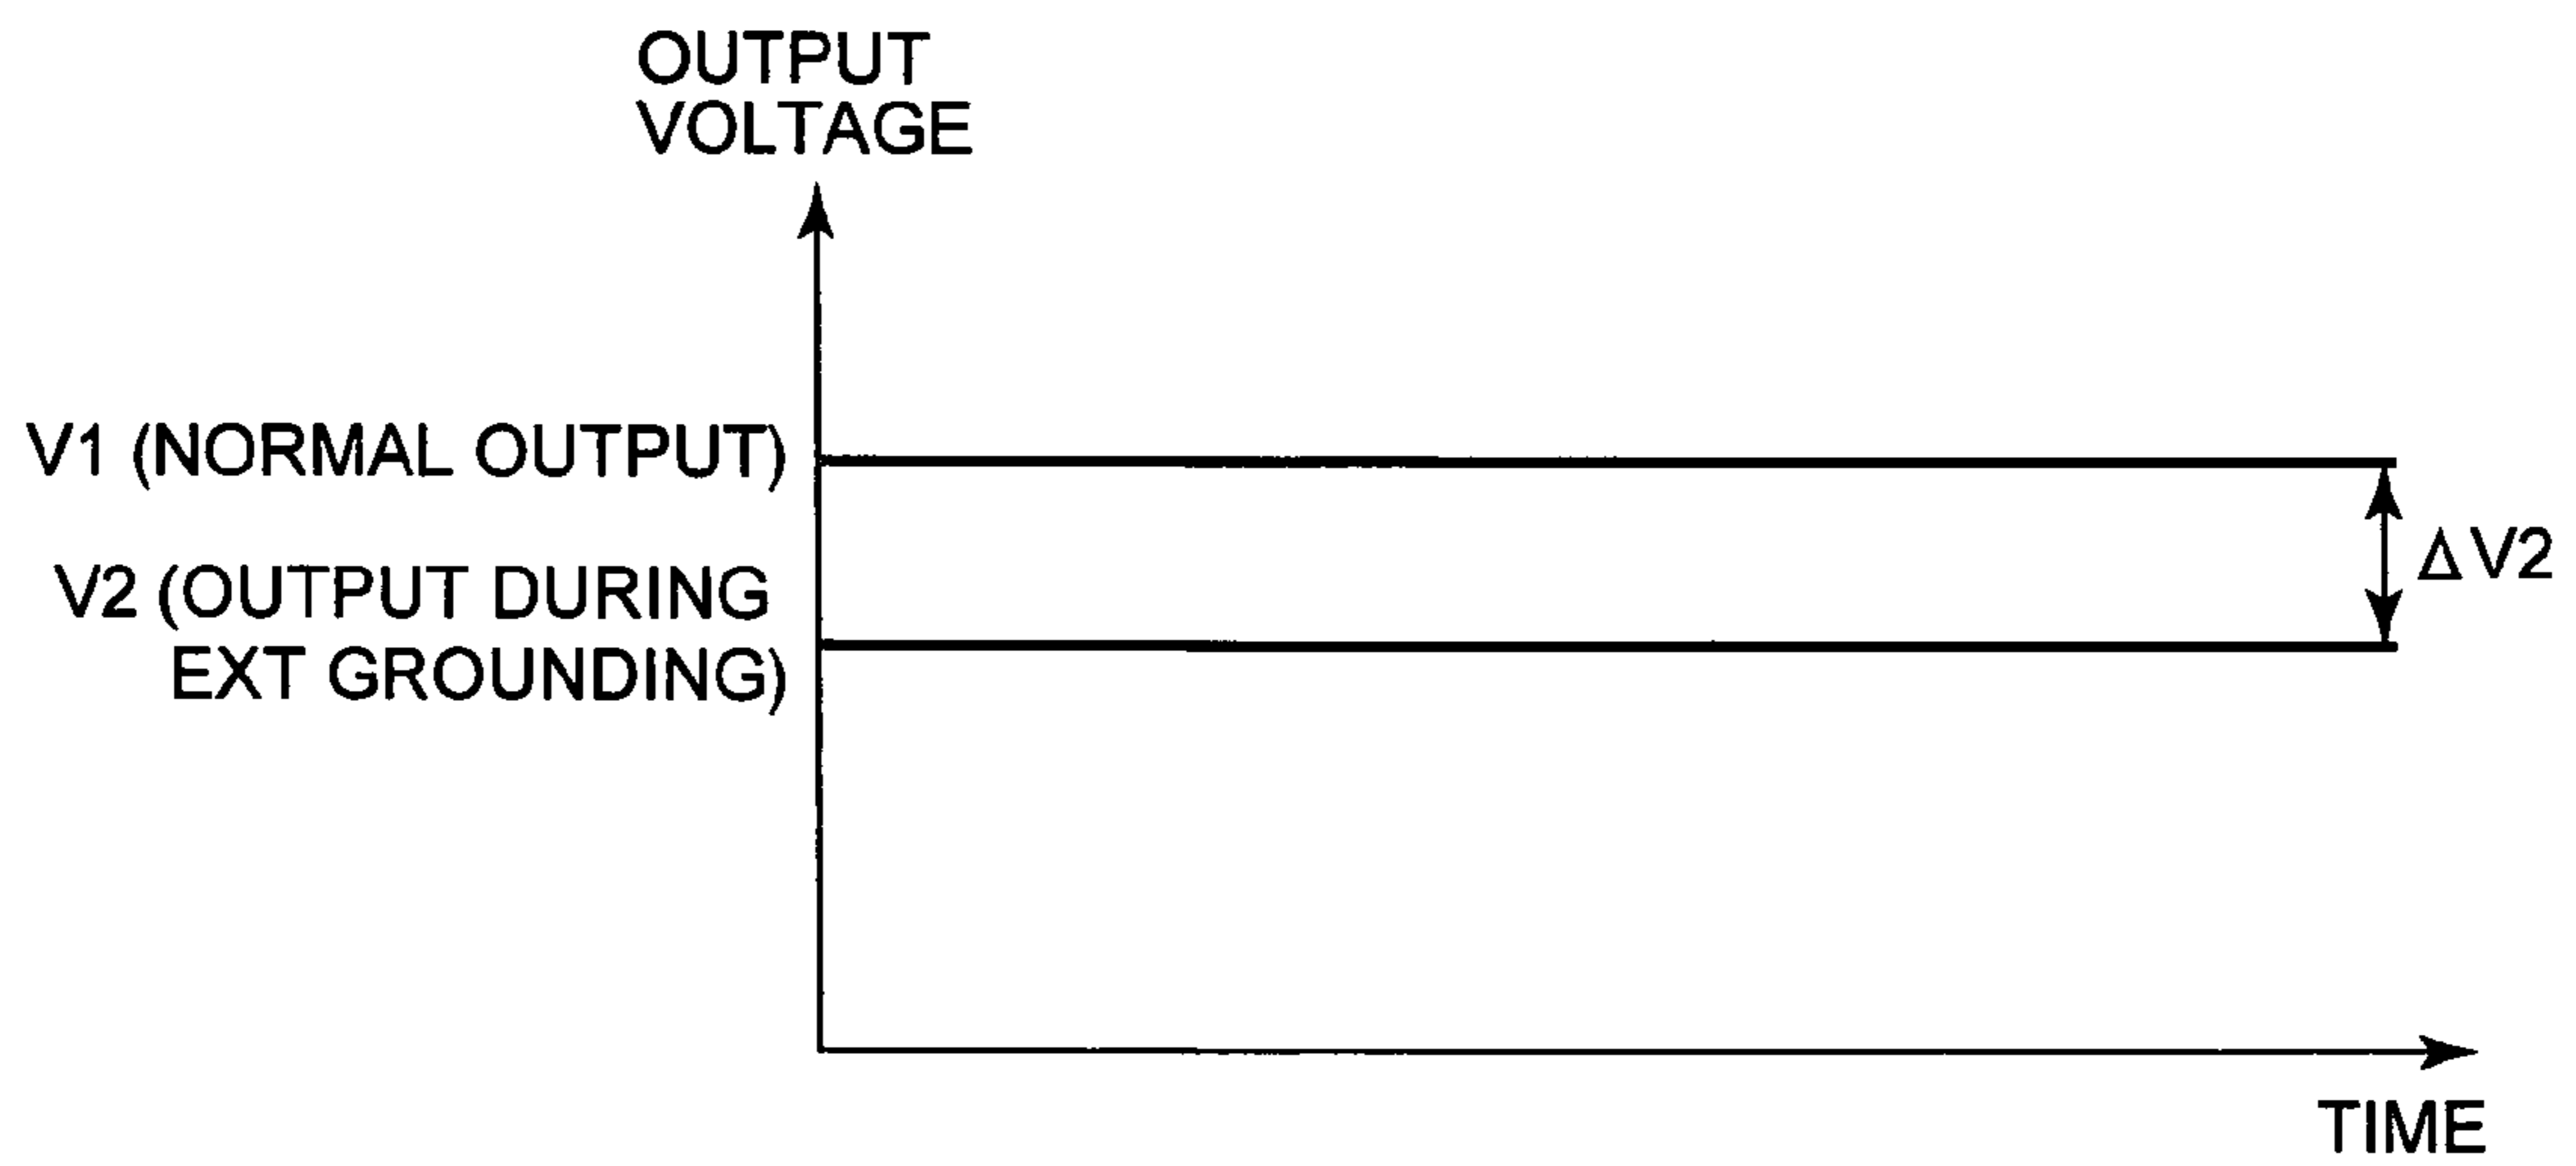 OUTPUT
VOLTAGE
V1 (NORMAL OUTPUT)
V2 (OUTPUT DURING
EXT GROUNDING)
ΔV2
TIME